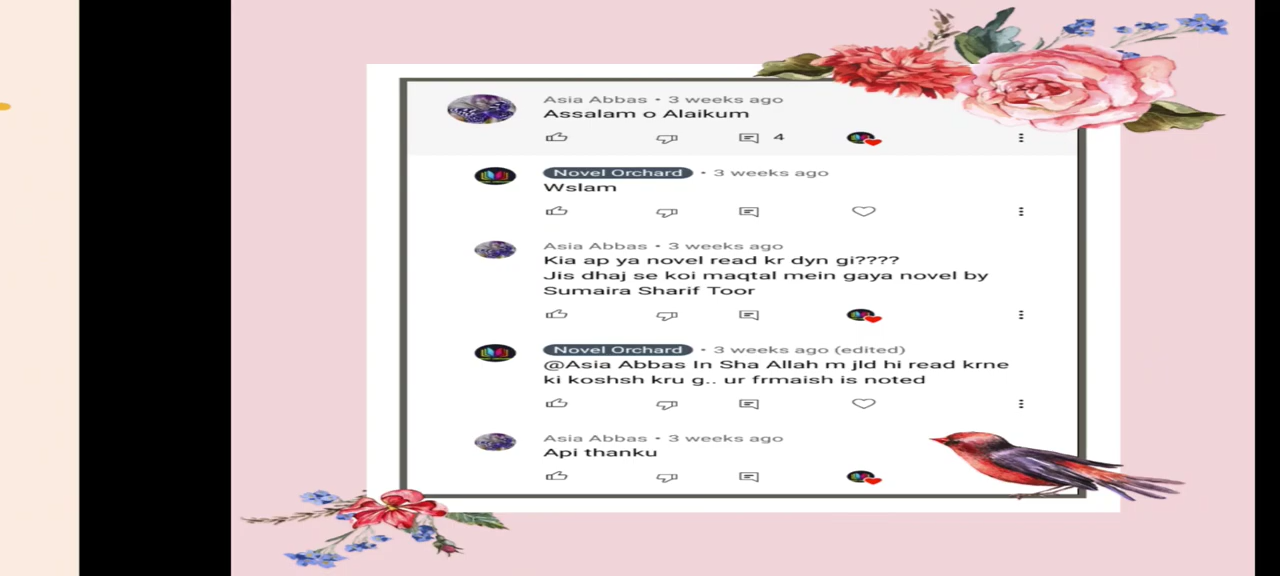 Asia Abbas • 3 weeks ago
Assalam o Alaikum
4
Novel Orchard • 3 weeks ago
Wslam
Asia Abbas • 3 weeks ago
Kia ap ya novel read kr dyn gi????
Jis dhaj se koi maqtal mein gaya novel by
Sumaira Sharif Toor
Novel Orchard • 3 weeks ago (edited)
@Asia Abbas In Sha Allah m jld hi read krne
ki koshsh kru g.. ur frmaish is noted
Asia Abbas • 3 weeks ago
Api thanku